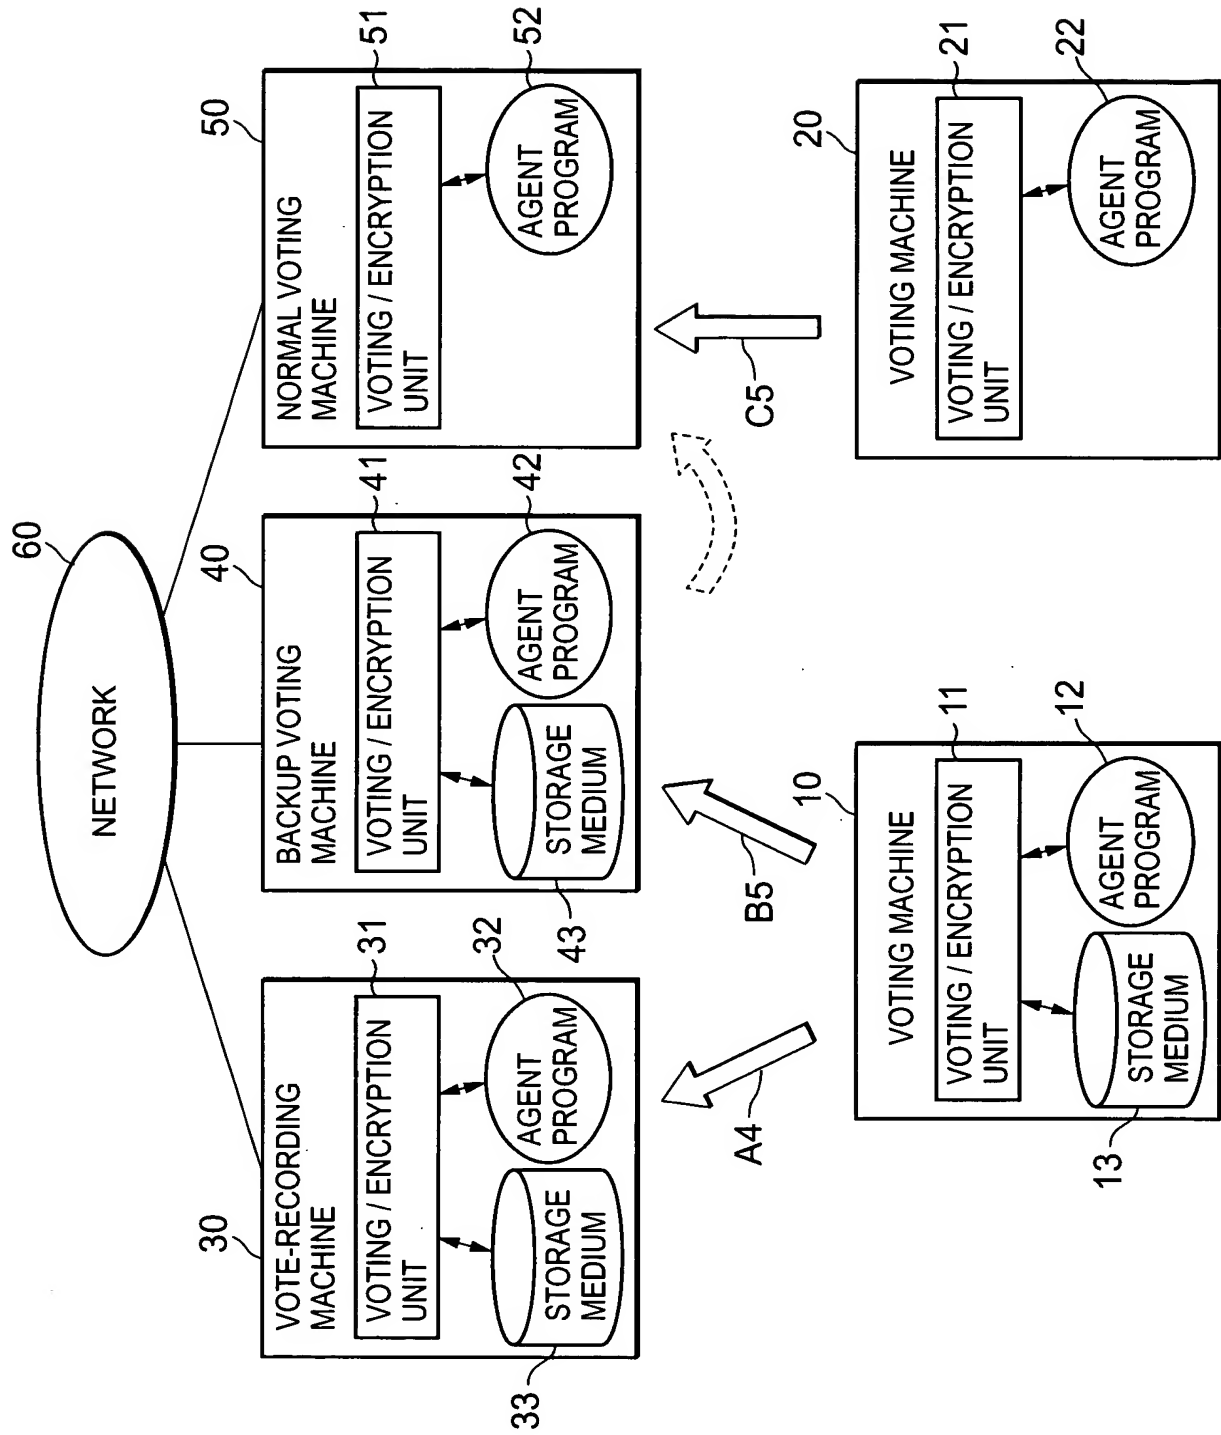 60
NETWORK
30
VOTE-RECORDING
MACHINE
31
VOTING / ENCRYPTION
UNIT
32
AGENT
PROGRAM
STORAGE
MEDIUM
33
40
BACKUP VOTING
MACHINE
41
VOTING / ENCRYPTION
UNIT
42
AGENT
PROGRAM
STORAGE
MEDIUM
43
50
NORMAL VOTING
MACHINE
51
VOTING / ENCRYPTION
UNIT
52
AGENT
PROGRAM
A4
B5
C5
10
VOTING MACHINE
11
VOTING / ENCRYPTION
UNIT
12
AGENT
PROGRAM
STORAGE
MEDIUM
13
20
VOTING MACHINE
21
VOTING / ENCRYPTION
UNIT
22
AGENT
PROGRAM